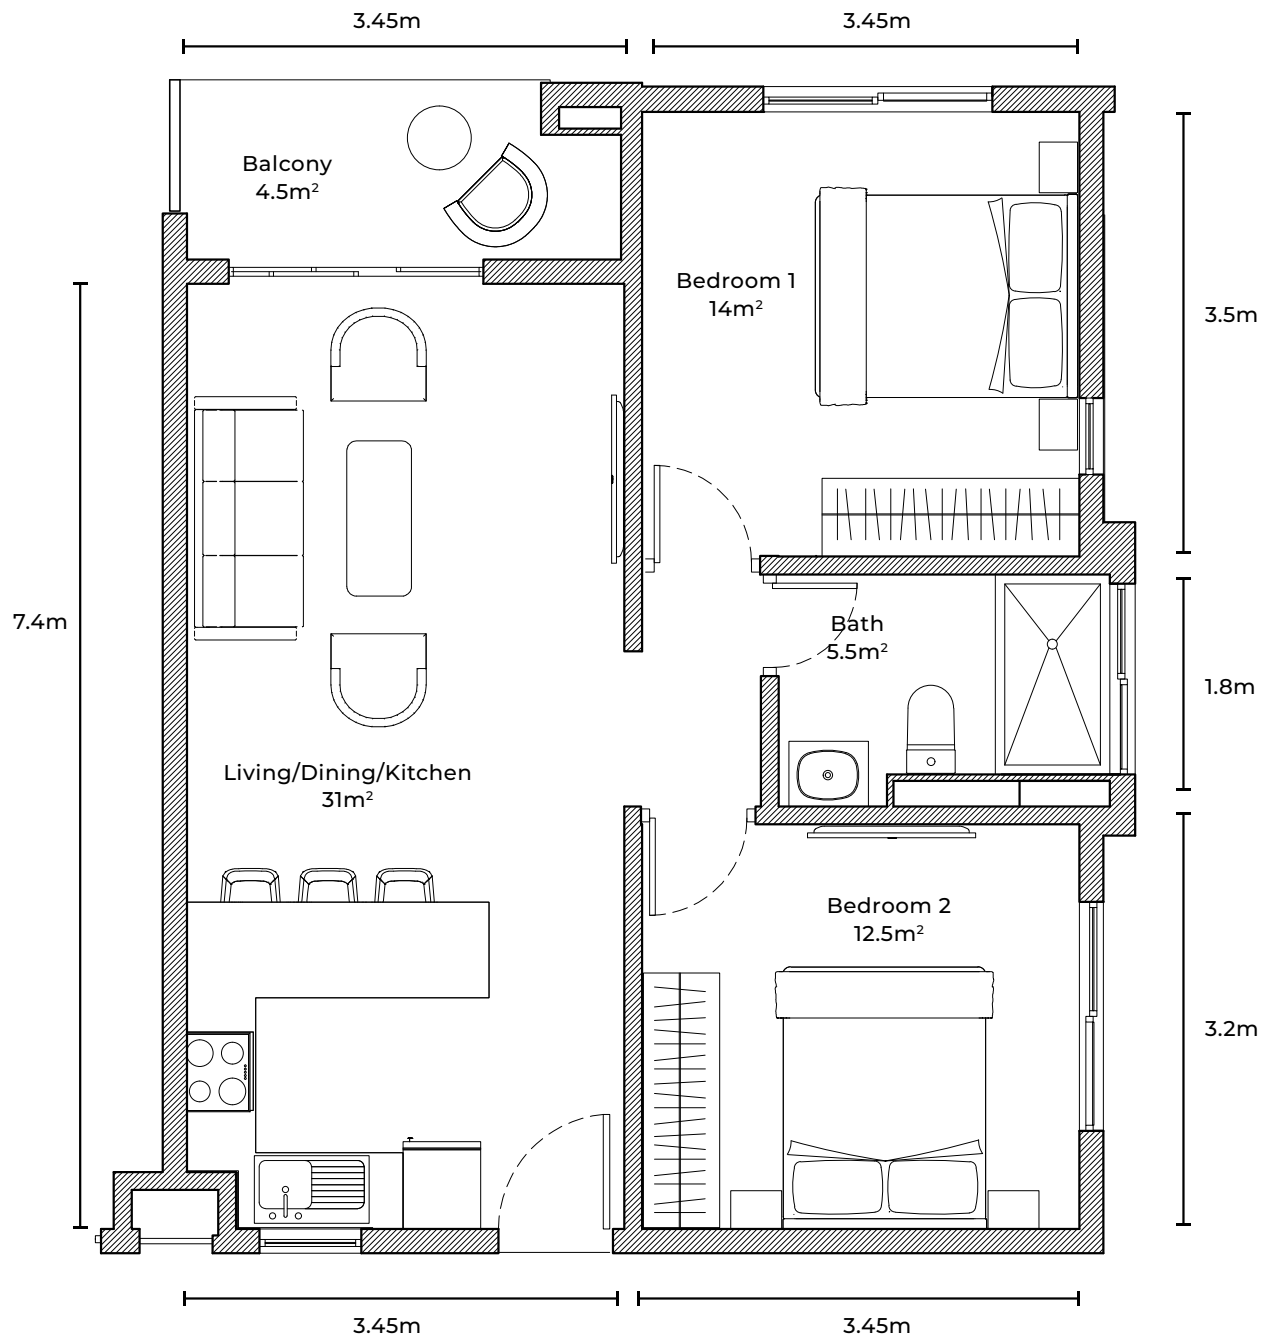 3.45m
3.45m
Balcony
4.5m²
Bedroom 1
14m²
3.5m
7.4m
Bath
5.5m²
1.8m
Living/Dining/Kitchen
31m²
Bedroom 2
12.5m²
3.2m
3.45m
3.45m